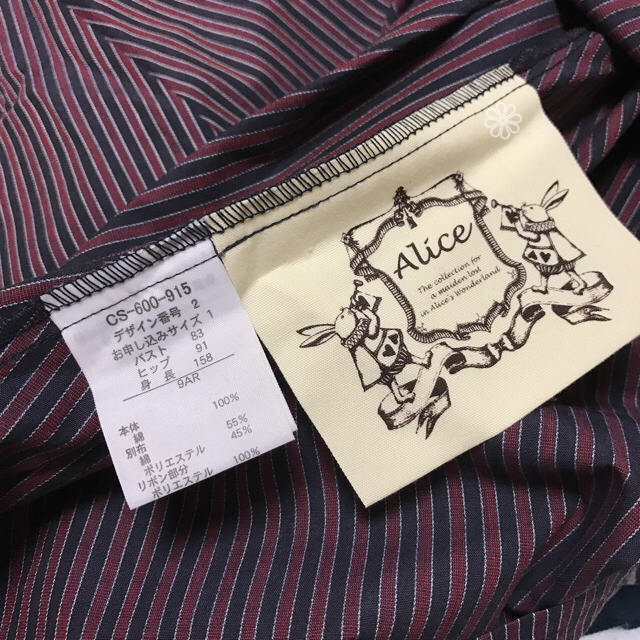 CS-600-915
デザイン番号 2
お申し込みサイズ 1
バスト 83
ヒップ 91
身長 158
9AR
本体
綿 100%
別布
綿 55%
ポリエステル 45%
リボン部分
ポリエステル 100%
Alice
The collection for
a maiden lost
in Alice's Wonderland